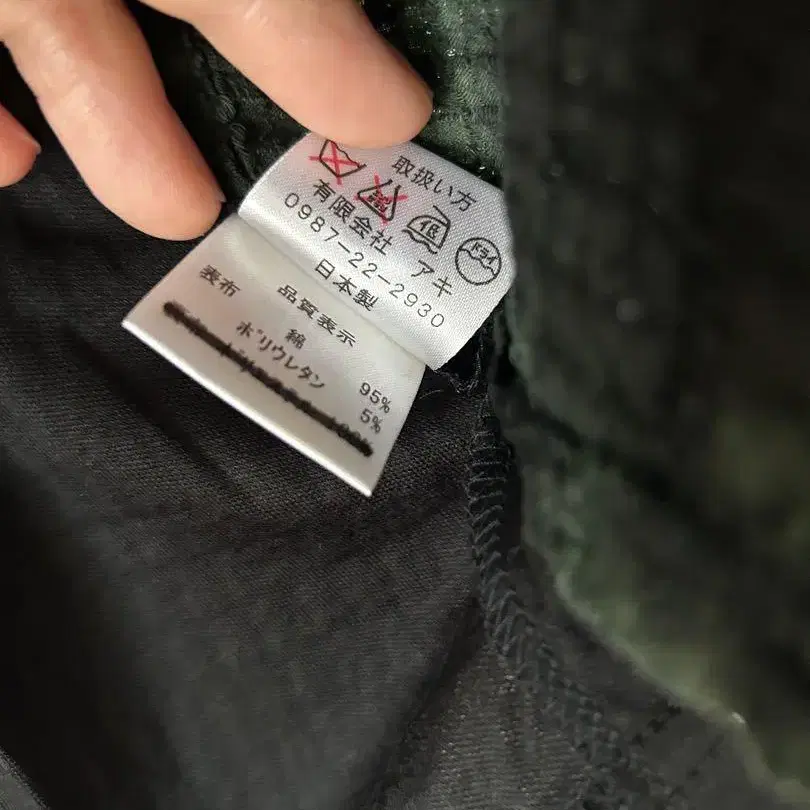 取扱い方
低 ドライ
有限会社 アキ
0987-22-2930
日本製
品質表示
表布 綿 95%
ポリウレタン 5%